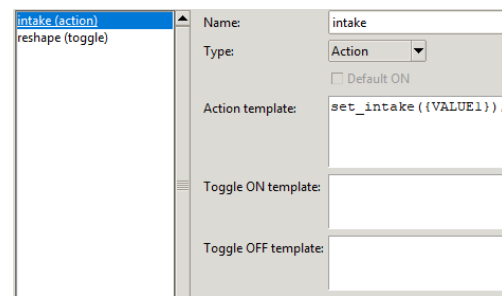 intake (action)
reshape (toggle)
Name:
intake
Type:
Action
Default ON
Action template:
set_intake({VALUE1})
Toggle ON template:
Toggle OFF template: